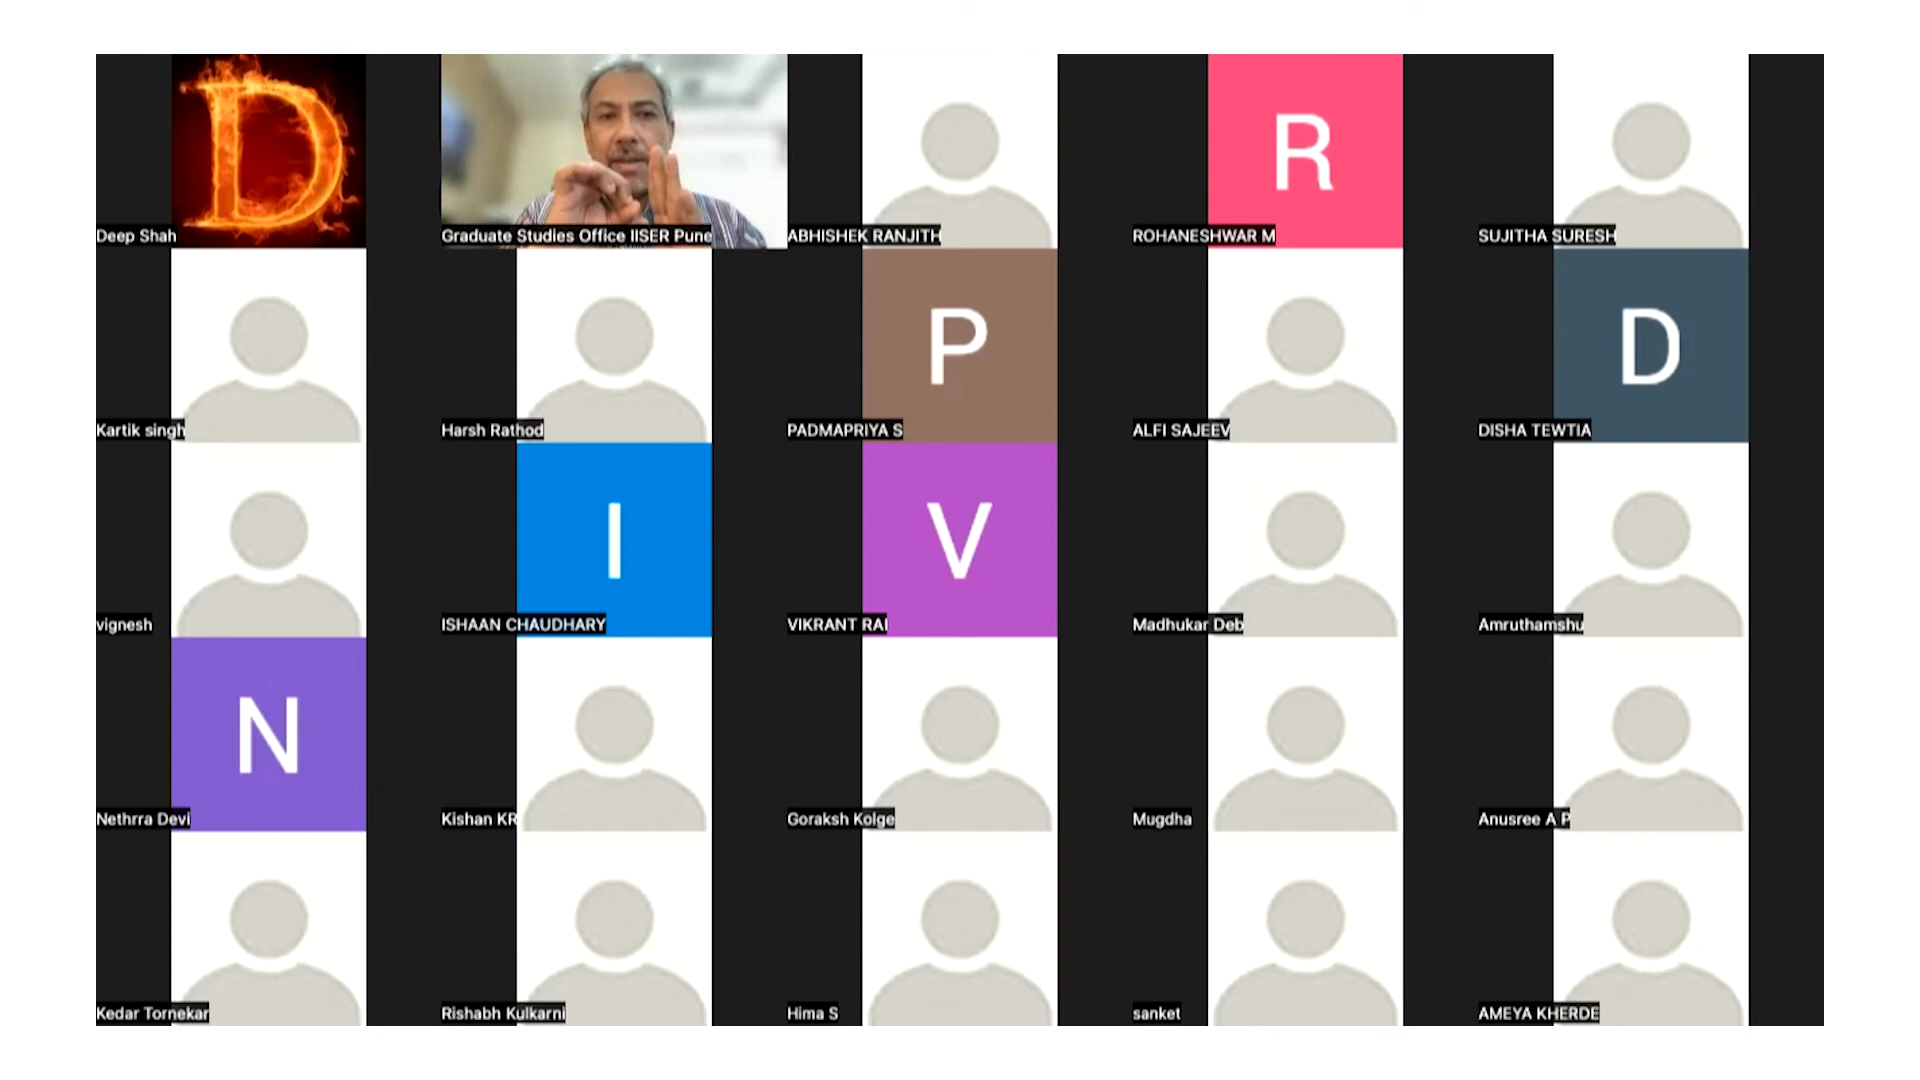 D
Deep Shah
Graduate Studies Office IISER Pune
ABHISHEK RANJITH
R
ROHANESHWAR M
SUJITHA SURESH
Kartik singh
Harsh Rathod
P
PADMAPRIYA S
ALFI SAJEEV
D
DISHA TEWTIA
vignesh
I
ISHAAN CHAUDHARY
V
VIKRANT RAI
Madhukar Deb
Amruthamshu
N
Nethrra Devi
Kishan KR
Goraksh Kolge
Mugdha
Anusree A P
Kedar Tornekar
Rishabh Kulkarni
Hima S
sanket
AMEYA KHERDE